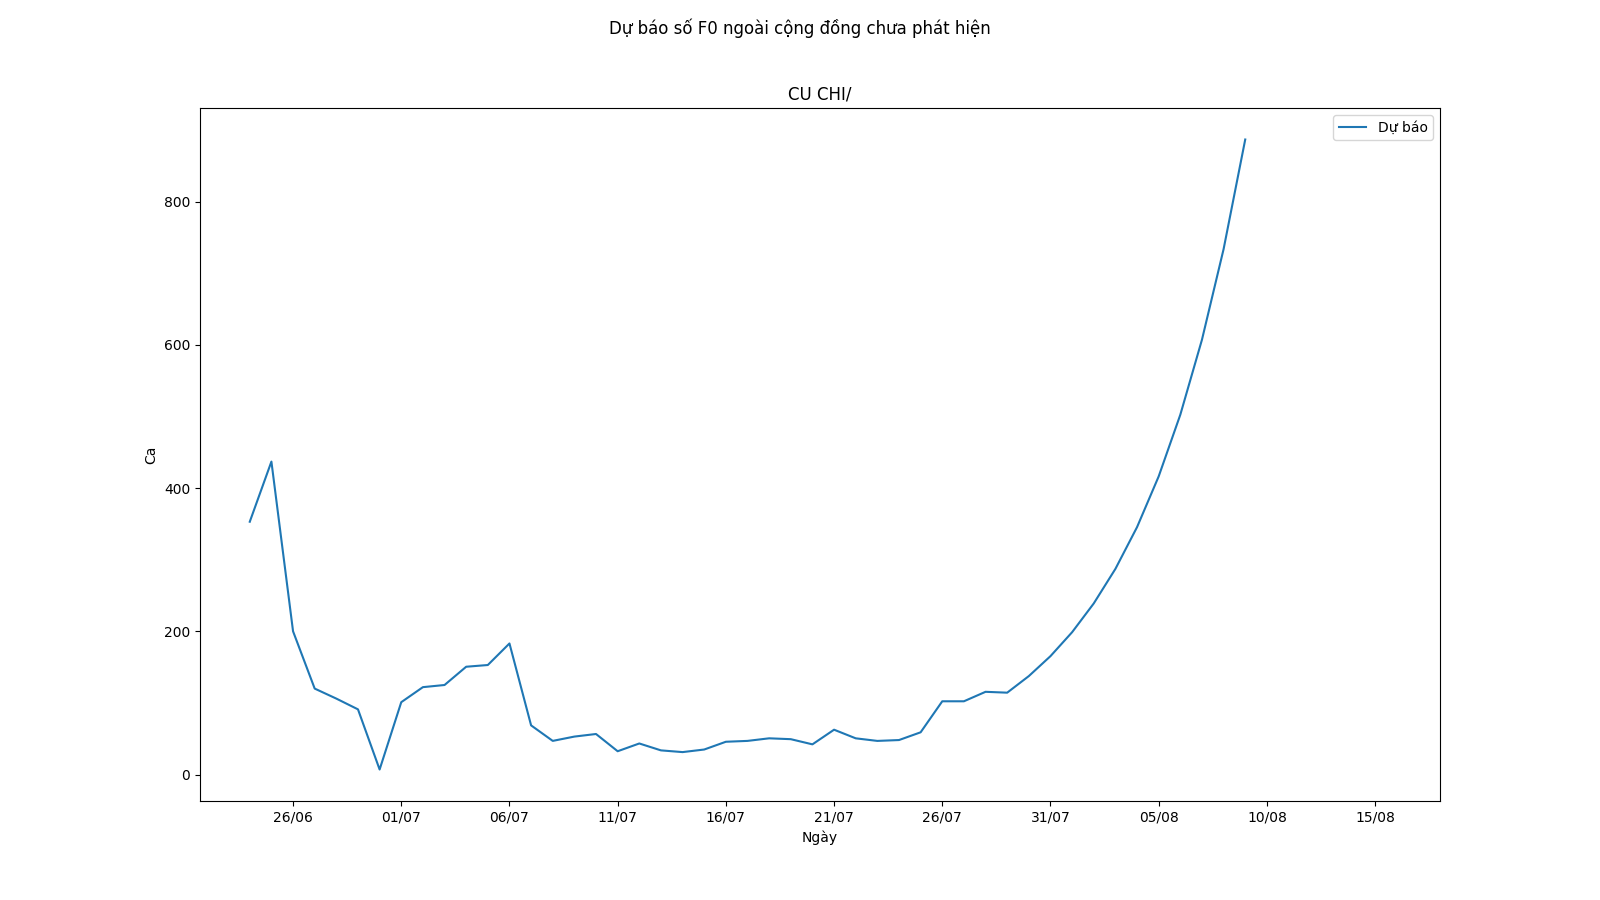 Dự báo số F0 ngoài cộng đồng chưa phát hiện
CU CHI/
Dự báo
800
600
400
200
0
Ca
26/06 01/07 06/07 11/07 16/07 21/07 26/07 31/07 05/08 10/08 15/08
Ngày